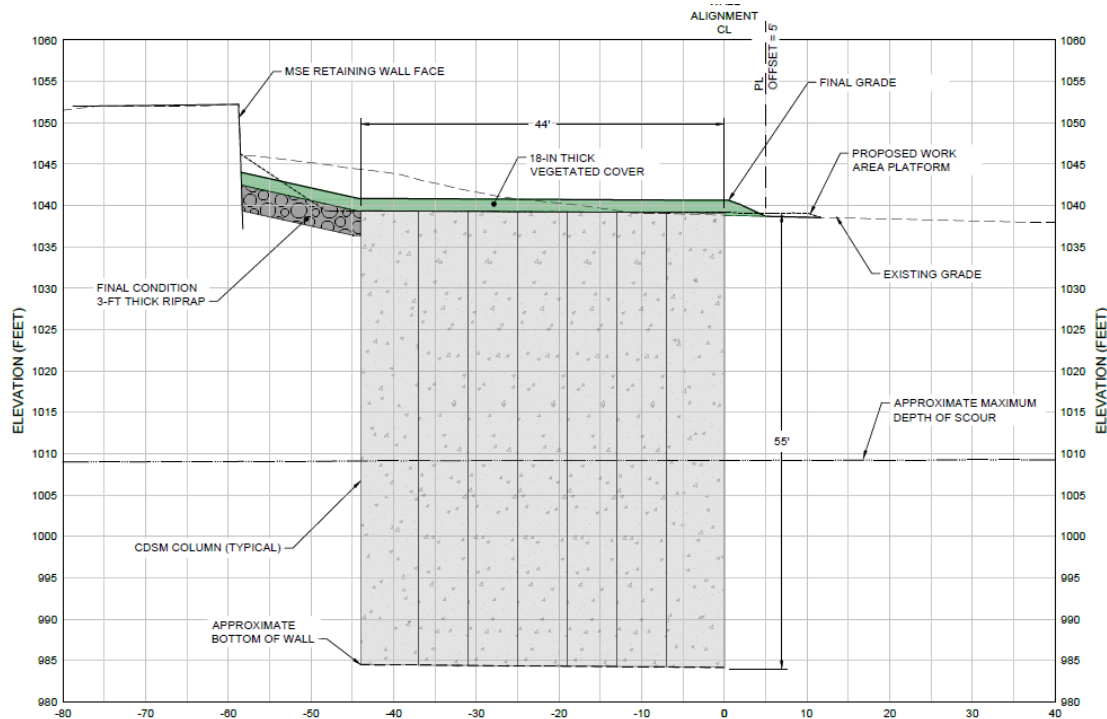 ALIGNMENT
CL
PL
OFFSET = 5'
1060
1055
1050
1045
1040
1035
1030
1025
1020
1015
1010
1005
1000
995
990
985
980
ELEVATION (FEET)
MSE RETAINING WALL FACE
FINAL GRADE
44'
18-IN THICK
VEGETATED COVER
PROPOSED WORK
AREA PLATFORM
FINAL CONDITION
3-FT THICK RIPRAP
EXISTING GRADE
APPROXIMATE MAXIMUM
DEPTH OF SCOUR
55'
CDSM COLUMN (TYPICAL)
APPROXIMATE
BOTTOM OF WALL
1060
1055
1050
1045
1040
1035
1030
1025
1020
1015
1010
1005
1000
995
990
985
980
ELEVATION (FEET)
-80 -70 -60 -50 -40 -30 -20 -10 0 10 20 30 40